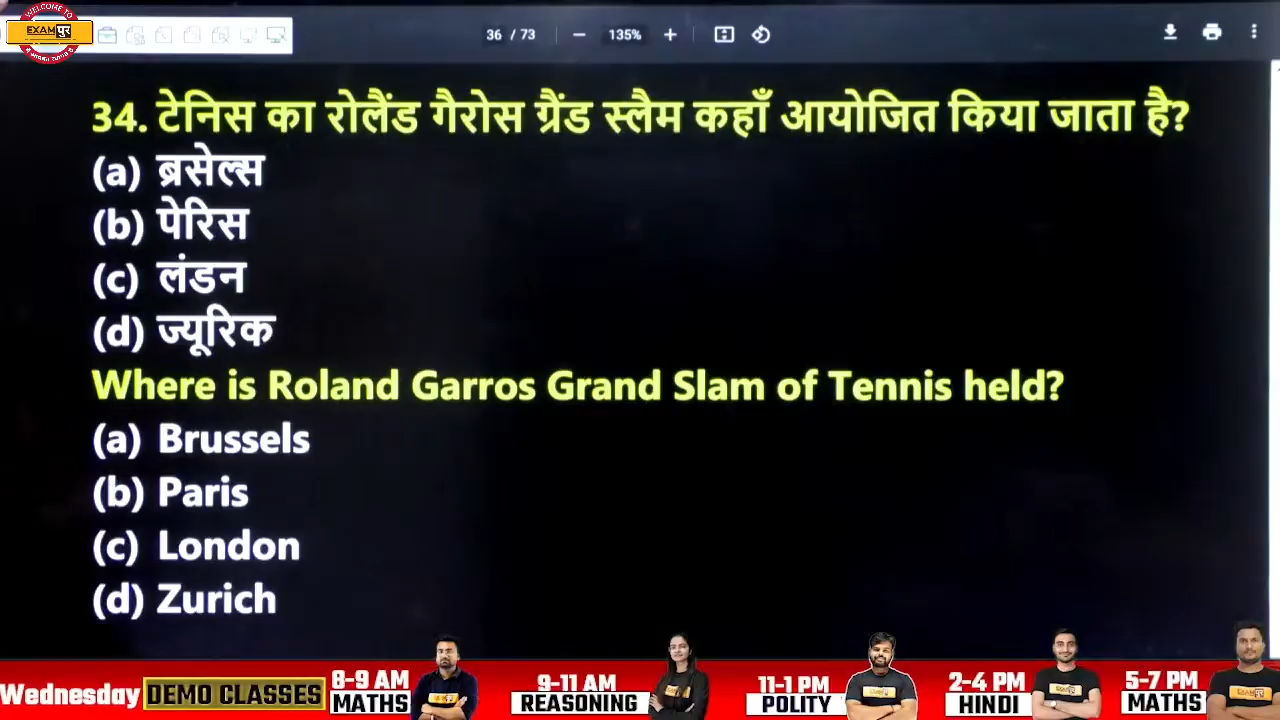 WELCOME TO
EXAMपुर
36 / 73
135%
34. टेनिस का रोलैंड गैरोस ग्रैंड स्लैम कहाँ आयोजित किया जाता है?
(a) ब्रसेल्स
(b) पेरिस
(c) लंडन
(d) ज्यूरिक
Where is Roland Garros Grand Slam of Tennis held?
(a) Brussels
(b) Paris
(c) London
(d) Zurich
Wednesday DEMO CLASSES
8-9 AM
MATHS
9-11 AM
REASONING
11-1 PM
POLITY
2-4 PM
HINDI
5-7 PM
MATHS